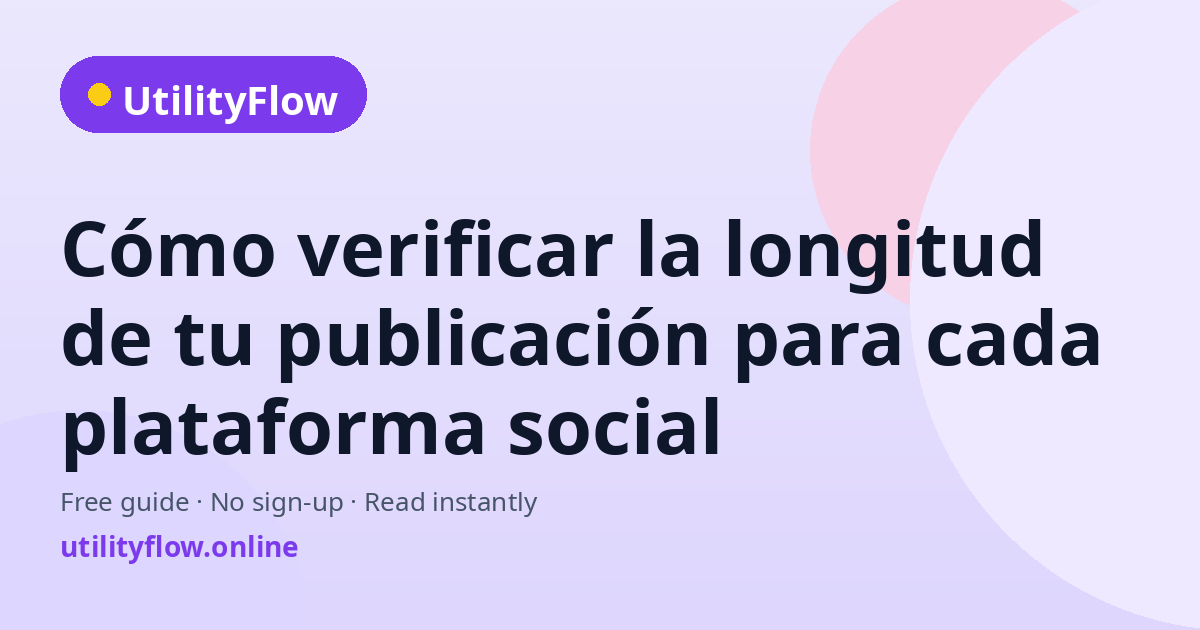 UtilityFlow
Cómo verificar la longitud
de tu publicación para cada
plataforma social
Free guide · No sign-up · Read instantly
utilityflow.online